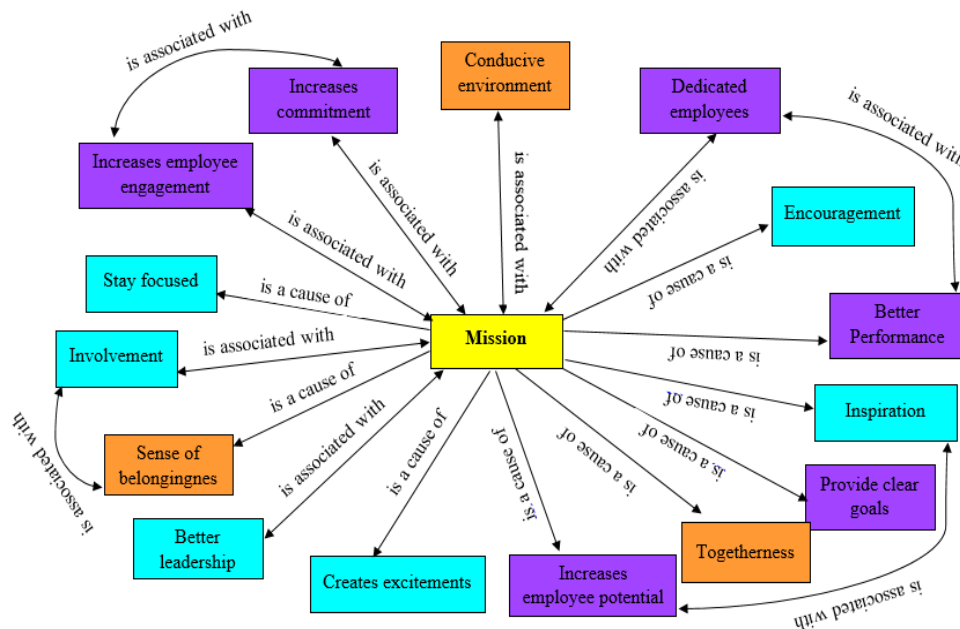 is associated with
Increases
commitment
Conducive
environment
Dedicated
employees
is associated with
Increases employee
engagement
is associated with
is associated with
is associated with
is associated with
Encouragement
Stay focused
is a cause of
is a cause of
Mission
Better
Performance
Involvement
is associated with
is a cause of
is a cause of
is a cause of
Inspiration
is associated with
Sense of
belongingnes
is associated with
is a cause of
is a cause of
is a cause of
is a cause of
is a cause of
Provide clear
goals
Better
leadership
Togetherness
Creates excitements
Increases
employee potential
is associated with